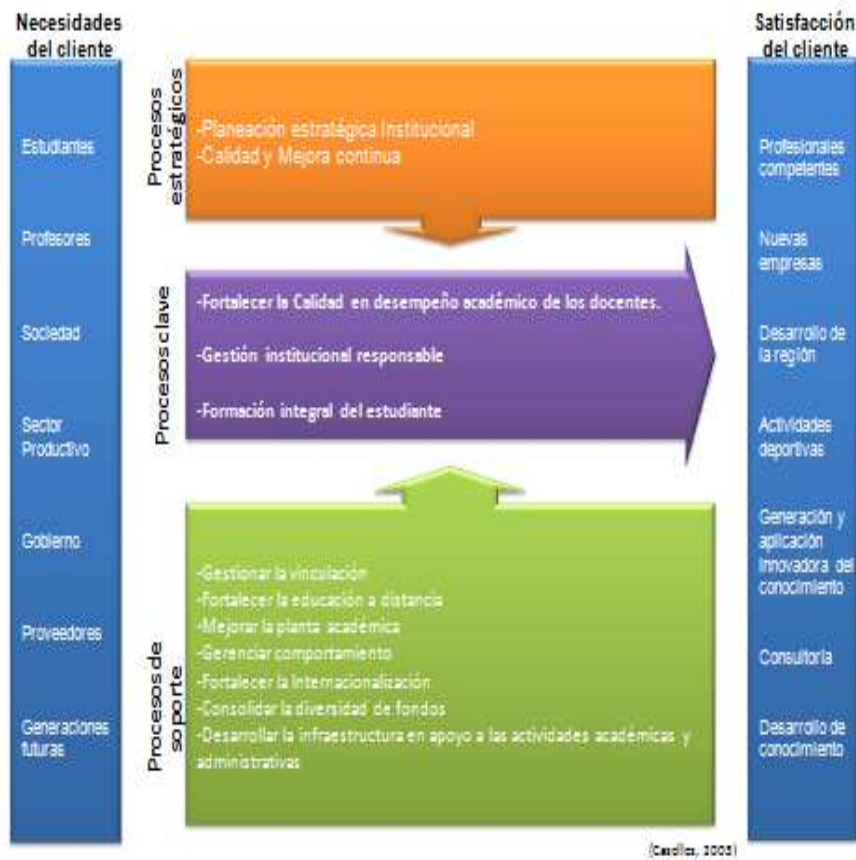 Necesidades
del cliente
Estudiantes
Profesores
Sociedad
Sector
Productivo
Gobierno
Proveedores
Generaciones
futuras
Procesos
estratégicos
-Planeación estratégica Institucional
-Calidad y Mejora continua
Procesos clave
-Fortalecer la Calidad en desempeño académico de los docentes.
-Gestión institucional responsable
-Formación integral del estudiante
Procesos de
soporte
-Gestionar la vinculación
-Fortalecer la educación a distancia
-Mejorar la planta académica
-Gerenciar comportamiento
-Fortalecer la Internacionalización
-Consolidar la diversidad de fondos
-Desarrollar la infraestructura en apoyo a las actividades académicas y
administrativas
Satisfacción
del cliente
Profesionales
competentes
Nuevas
empresas
Desarrollo de
la región
Actividades
deportivas
Generación y
aplicación
innovadora del
conocimiento
Consultoría
Desarrollo de
conocimiento